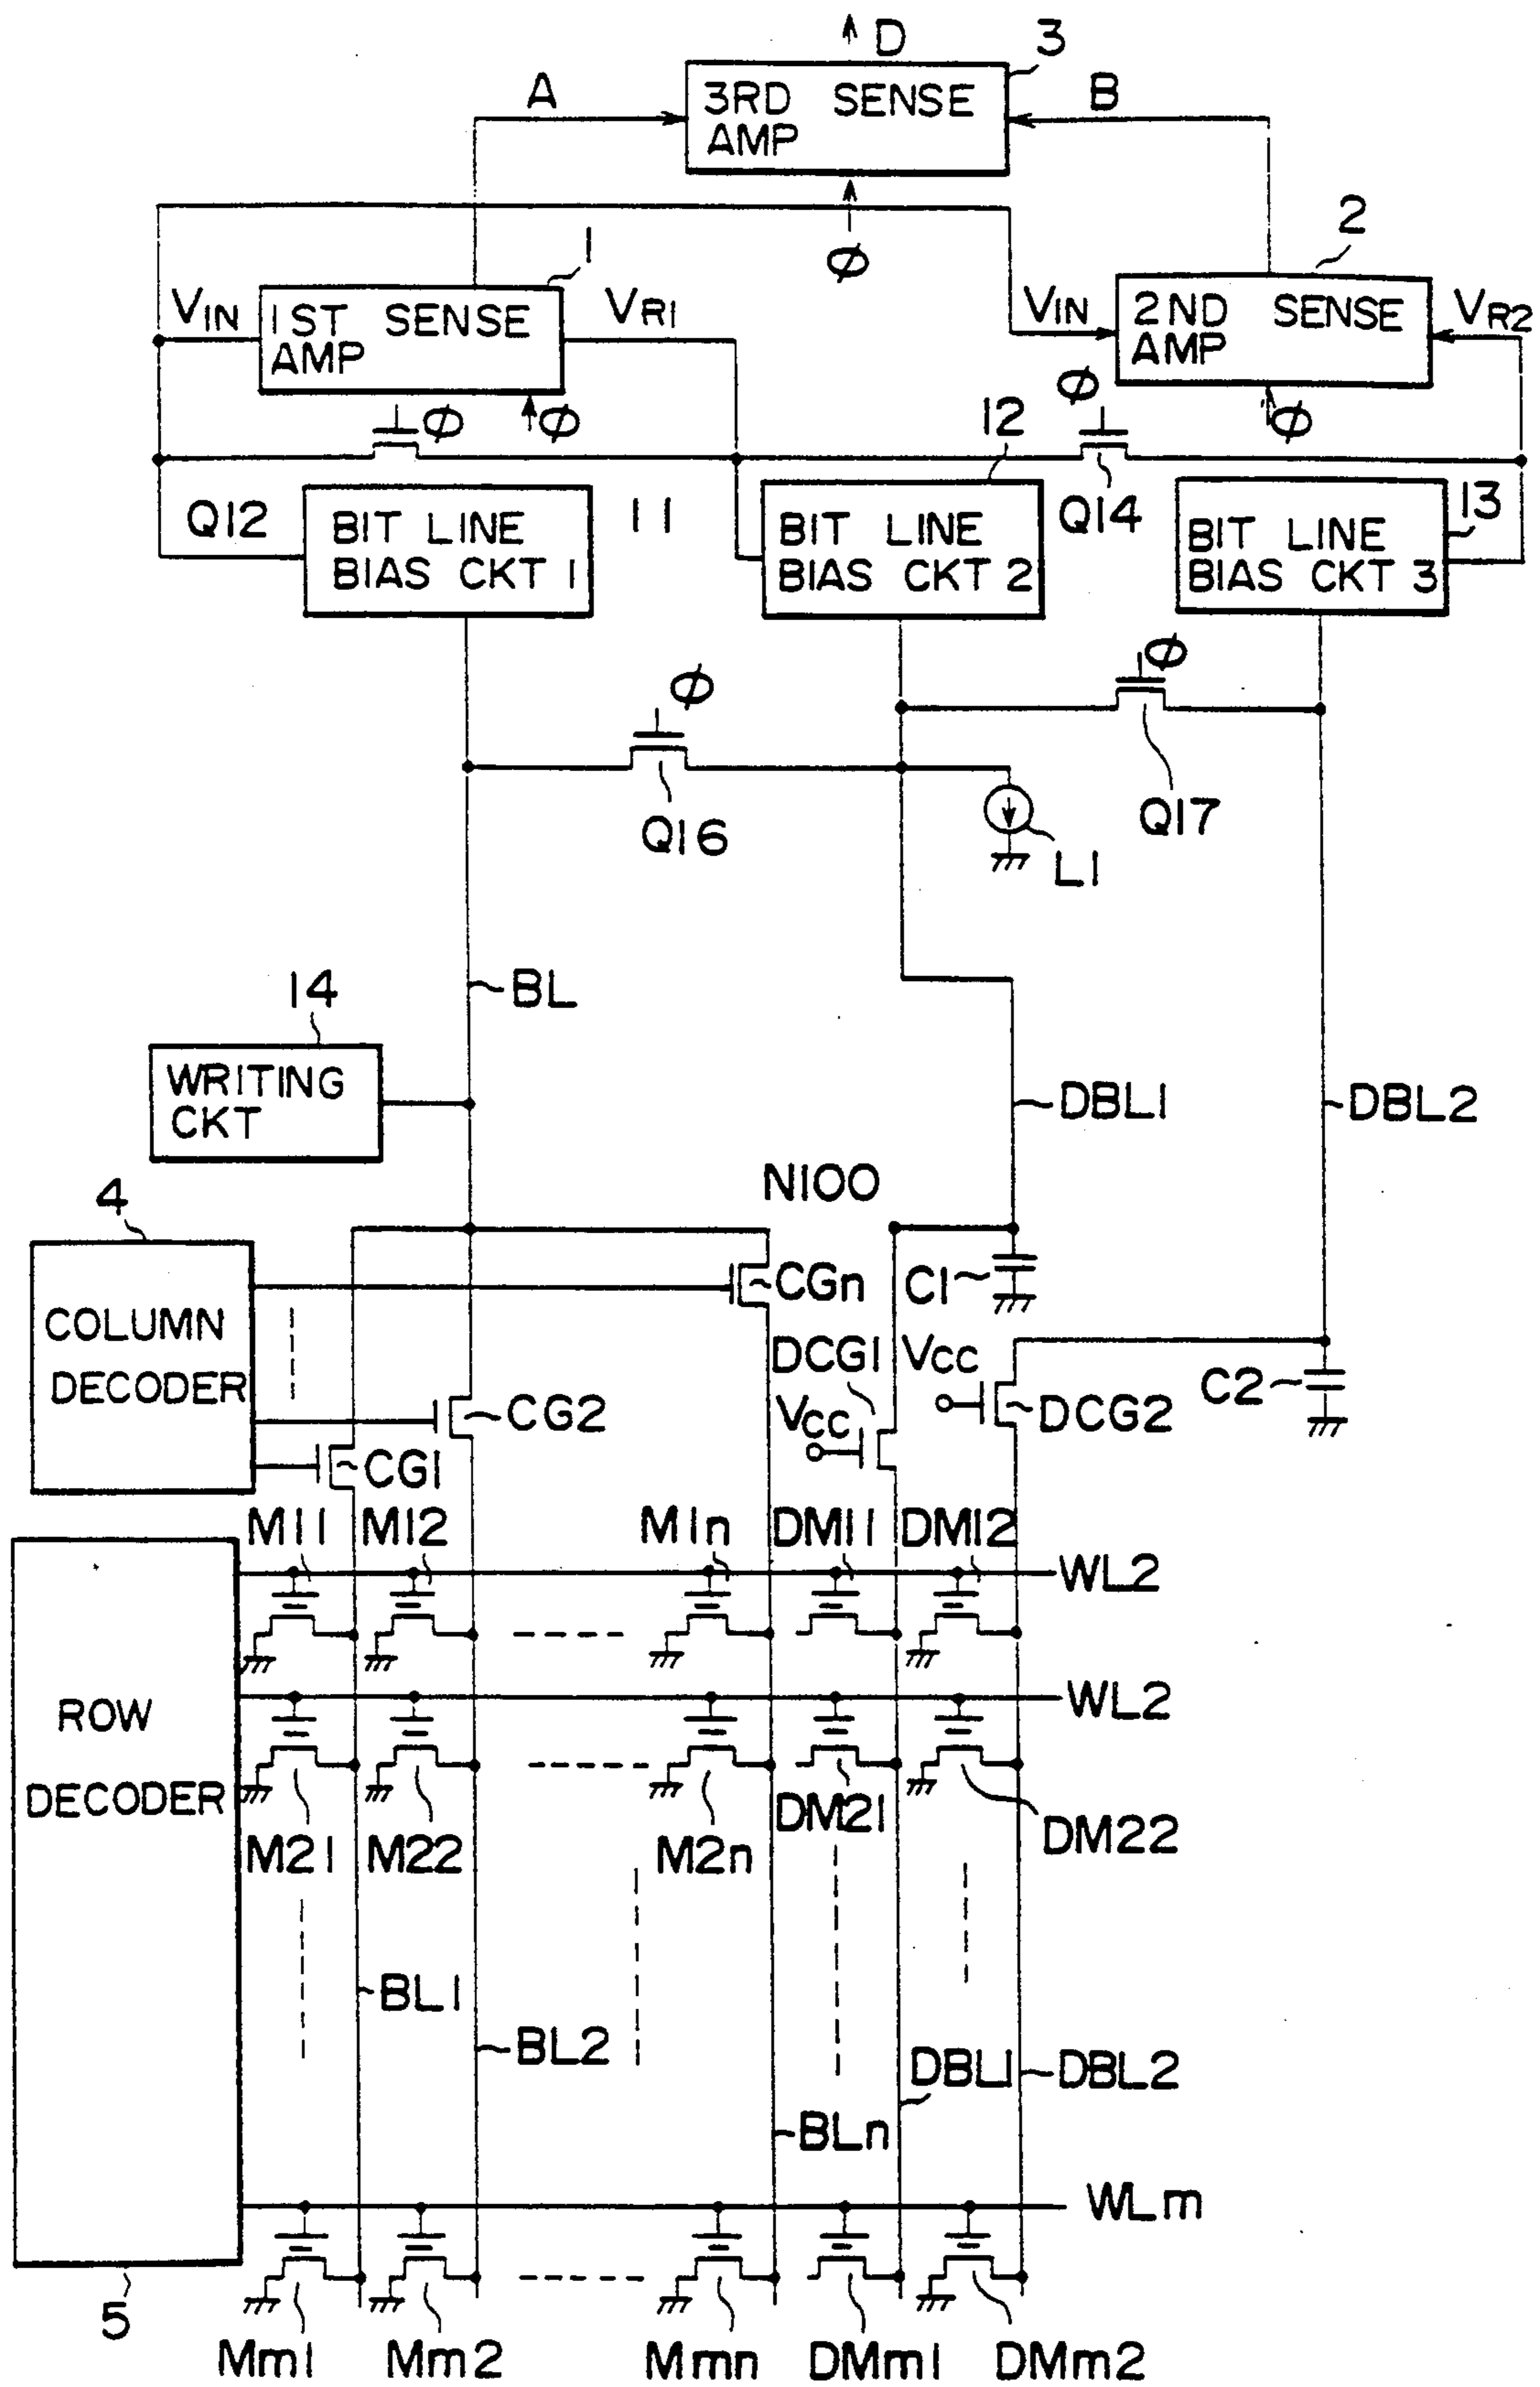 D
3
A
3RD SENSE
AMP
B
Ø
1
2
VIN
1ST SENSE
AMP
VR1
VIN
2ND SENSE
AMP
VR2
Ø
Ø
Ø
Ø
Ø
12
Q12
BIT LINE
BIAS CKT 1
11
BIT LINE
BIAS CKT 2
Q14
BIT LINE
BIAS CKT 3
13
Ø
Ø
Q16
Q17
L1
BL
14
WRITING
CKT
DBL1
DBL2
N100
4
COLUMN
DECODER
CGn
C1
DCG1
VCC
C2
CG2
VCC
DCG2
CG1
M11
M12
M1n
DM11
DM12
WL2
ROW
DECODER
WL2
M21
M22
M2n
DM21
DM22
BL1
BL2
DBL1
DBL2
BLn
WLm
5
Mm1
Mm2
Mmn
DMm1
DMm2